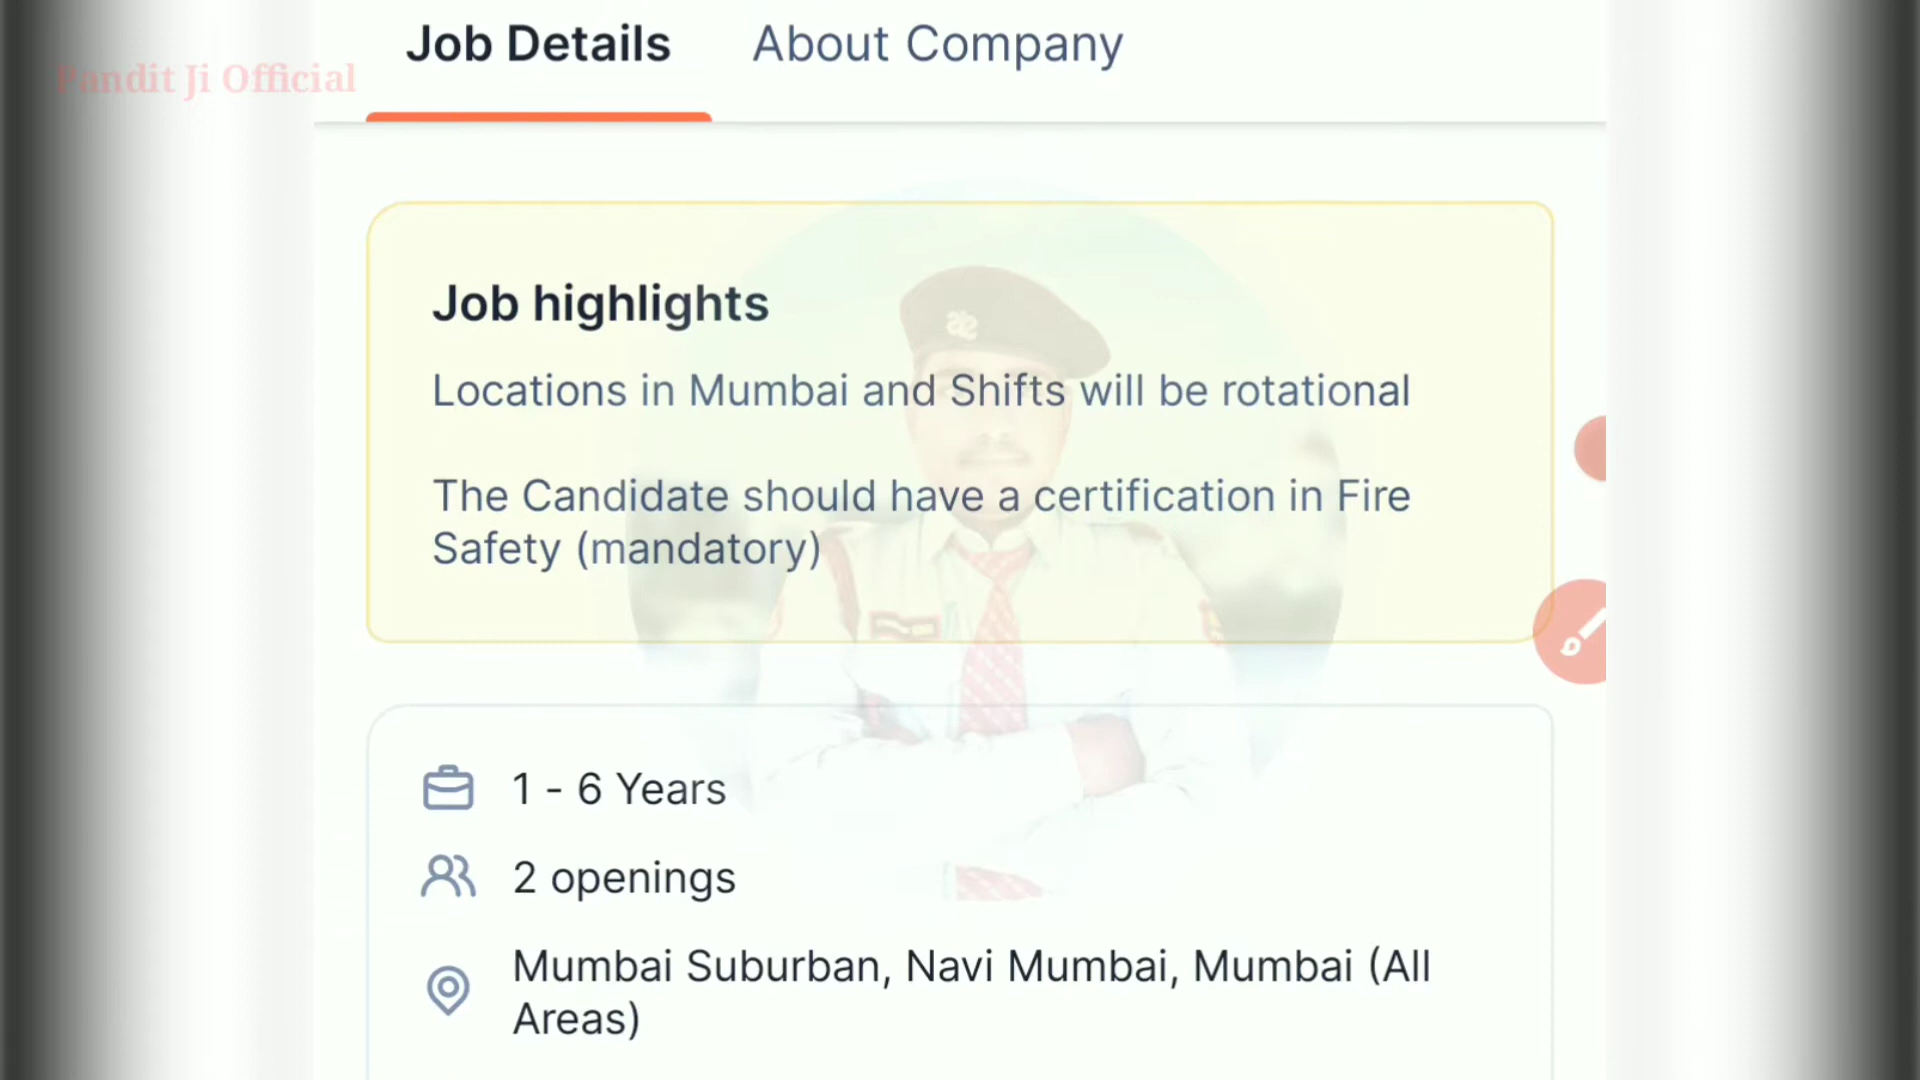 Job Details
About Company
Pandit Ji Official
Job highlights
Locations in Mumbai and Shifts will be rotational
The Candidate should have a certification in Fire
Safety (mandatory)
1 - 6 Years
2 openings
Mumbai Suburban, Navi Mumbai, Mumbai (All
Areas)